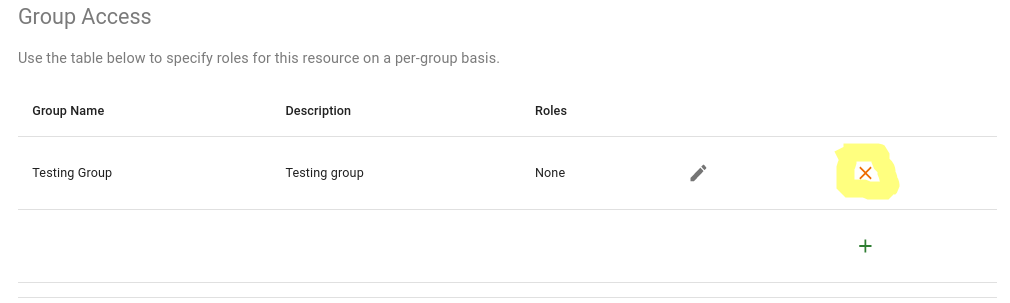 Group Access
Use the table below to specify roles for this resource on a per-group basis.
Group Name Description Roles
Testing Group Testing group None